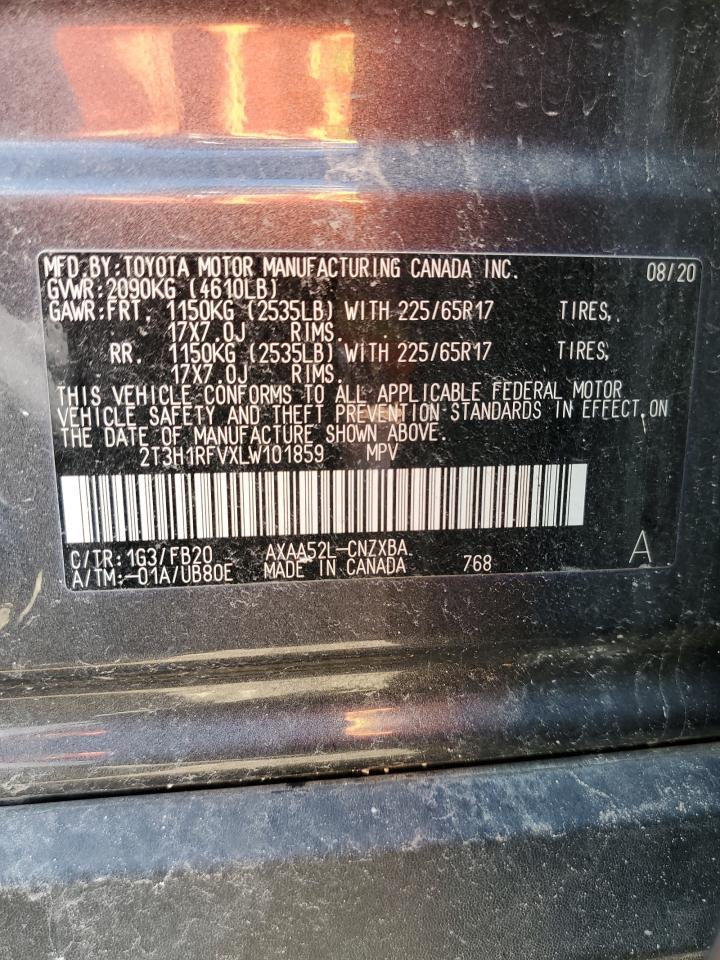 MFD.BY:TOYOTA MOTOR MANUFACTURING CANADA INC. 08/20
GVWR:2090KG (4610LB)
GAWR:FRT. 1150KG (2535LB) WITH 225/65R17 TIRES,
17X7.0J RIMS.
RR. 1150KG (2535LB) WITH 225/65R17 TIRES,
17X7.0J RIMS.
THIS VEHICLE CONFORMS TO ALL APPLICABLE FEDERAL MOTOR
VEHICLE SAFETY AND THEFT PREVENTION STANDARDS IN EFFECT ON
THE DATE OF MANUFACTURE SHOWN ABOVE.
2T3H1RFVXLW101859 MPV
C/TR:1G3/FB20 AXAA52L-CNZXBA A
A/TM:-01A/UB80E MADE IN CANADA 768